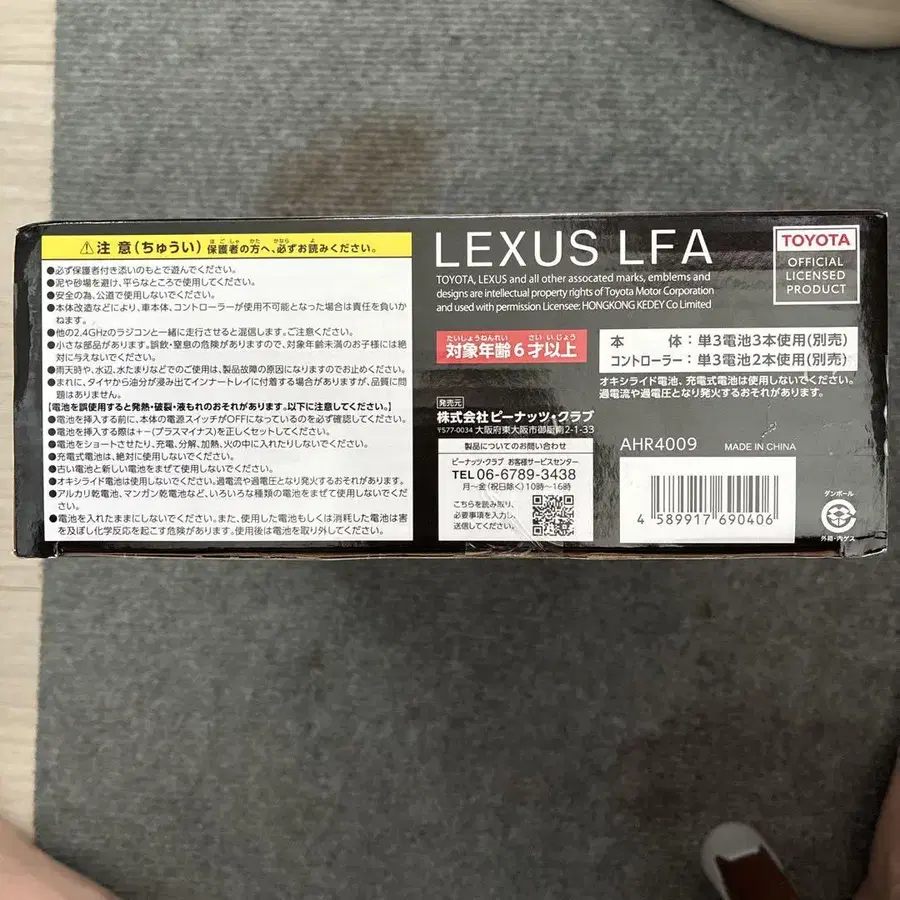 ⚠注意(ちゅうい) 保護者の方へ、必ずお読みください。
ほごしゃ かた かなら よ
●必ず保護者付き添いのもとで遊んでください。
●泥や砂場を避け、平らなところで使用してください。
●安全の為、公道で使用しないでください。
●本体改造などにより、車本体、コントローラーが使用不可能となった場合は責任を負いか
ねます。
●他の2.4GHzのラジコンと一緒に走行させると混信します。ご注意ください。
●小さな部品があります。誤飲・窒息の危険がありますので、対象年齢未満のお子様には絶
対に与えないでください。
●雨天時や、水辺、水たまりなどでのご使用は、製品故障の原因になりますのでお止めください。
●まれに、タイヤから油分が浸み出てインナートレイに付着する場合がありますが、品質に問題は
ありません。
【電池を誤使用すると発熱・破裂・液もれのおそれがあります。以下に注意してください。】
●電池を挿入する前に、本体の電源スイッチがOFFになっているのを必ず確認してください。
●電池を挿入する際は+-(プラスマイナス)を正しくセットしてください。
●電池をショートさせたり、充電、分解、加熱、火の中に入れたりしないでください。
●充電式電池は、絶対に使用しないでください。
●古い電池と新しい電池をまぜて使用しないでください。
●オキシライド電池は使用しないでください。過電流や過電圧となり発火するおそれがあります。
●アルカリ乾電池、マンガン乾電池など、いろいろな種類の電池をまぜて使用しないでくだ
さい。
●電池を入れたままにしないでください。また、使用した電池もしくは消耗した電池は害
を及ぼし化学反応を起こす危険があります。使用後は電池を取り外してください。
LEXUS LFA
TOYOTA, LEXUS and all other assocated marks, emblems and
designs are intellectual property rights of Toyota Motor Corporation
and used with permission Licensee: HONGKONG KEDEY Co Limited
TOYOTA
OFFICIAL
LICENSED
PRODUCT
たいしょうねんれい さい いじょう
対象年齢6才以上
本 体:単3電池3本使用(別売)
コントローラー:単3電池2本使用(別売)
オキシライド電池、充電式電池は使用しないでください。
過電流や過電圧となり発火するおそれがあります。
発売元
株式会社ピーナッツ・クラブ
〒577-0034 大阪府東大阪市御厨南2-1-33
製品についてのお問い合わせ
ピーナッツ・クラブ お客様サービスセンター
TEL 06-6789-3438
月～金(祝日除く)10時～16時
こちらを読み取り、
必要事項を入力し、
送信してください。
AHR4009 MADE IN CHINA
4 589917 690406
ダンボール
外箱・内ゲス